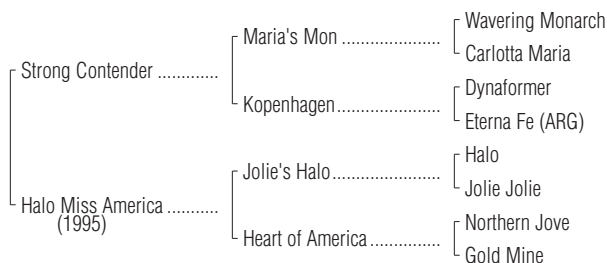 Wavering Monarch
Maria's Mon ....................
Carlotta Maria
Strong Contender ............
Dynaformer
Kopenhagen.....................
Eterna Fe (ARG)
Halo
Jolie's Halo......................
Jolie Jolie
Halo Miss America ..........
(1995)
Northern Jove
Heart of America ..............
Gold Mine